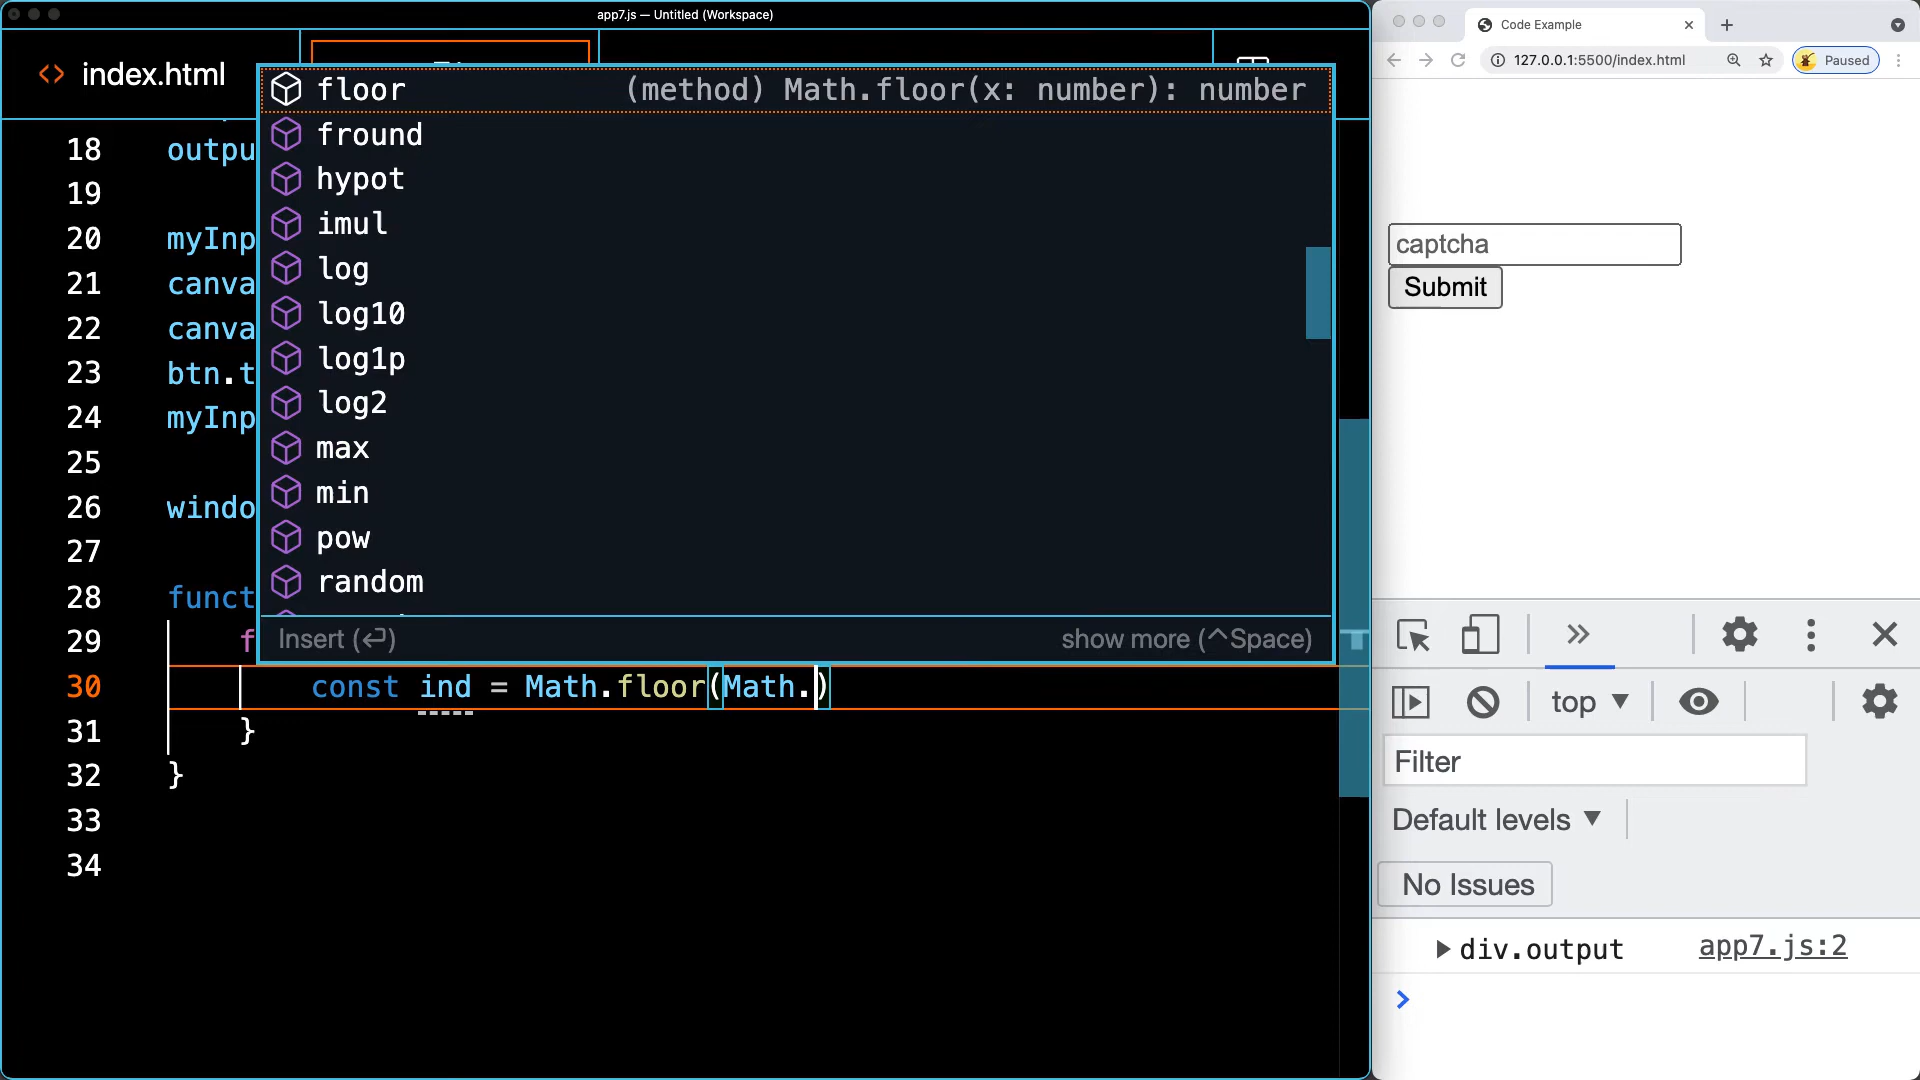 app7.js — Untitled (Workspace)
<> index.html
floor (method) Math.floor(x: number): number
fround
hypot
imul
log
log10
log1p
log2
max
min
pow
random
Insert (⏎) show more (^Space)
18 outpu
19
20 myInp
21 canva
22 canva
23 btn.t
24 myInp
25
26 windo
27
28 funct
29 f
30 const ind = Math.floor(Math.)
31 }
32 }
33
34
Code Example
127.0.0.1:5500/index.html
Paused
captcha
Submit
top
Filter
Default levels
No Issues
div.output app7.js:2